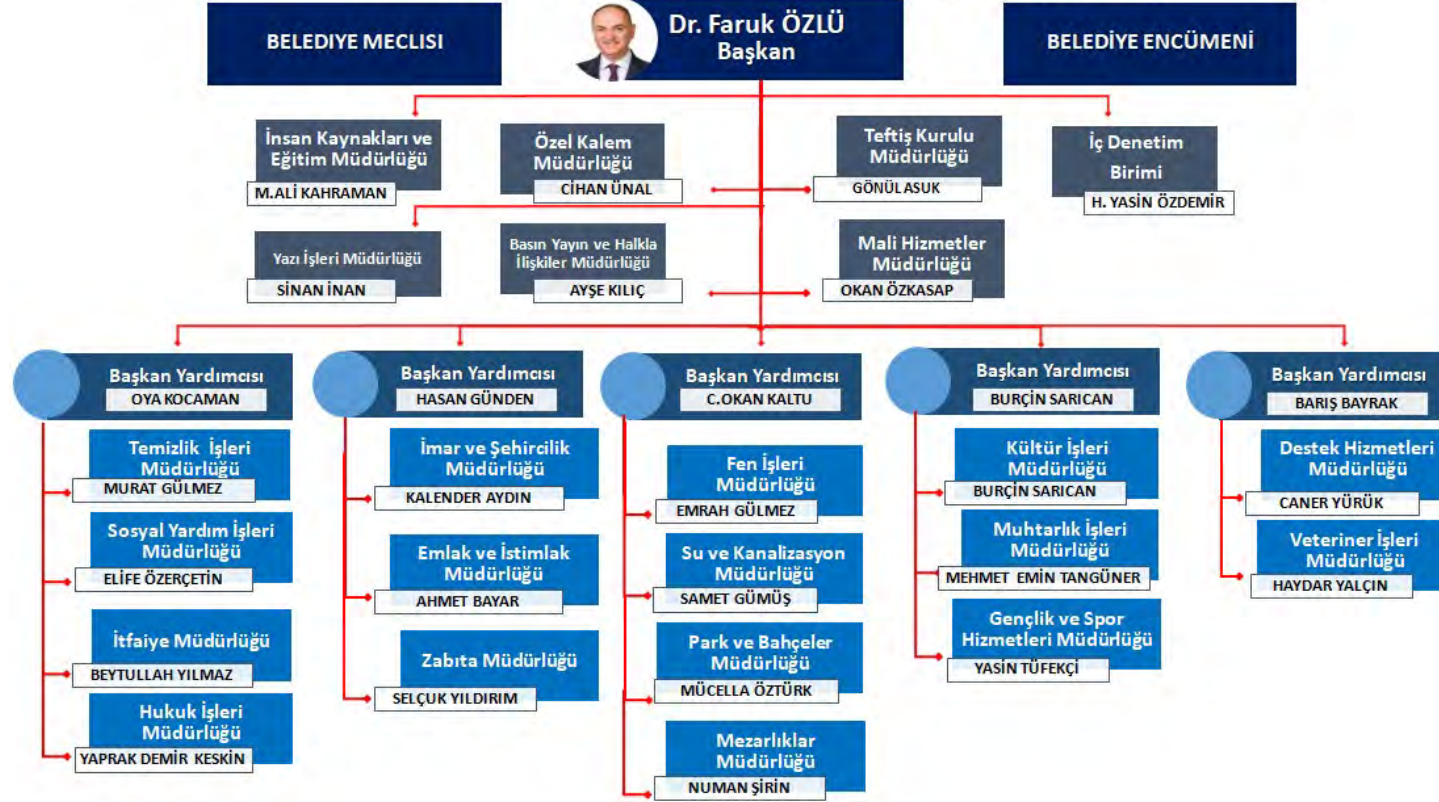 BELEDIYE MECLISI
Dr. Faruk ÖZLÜ
Başkan
BELEDİYE ENCÜMENİ
İnsan Kaynakları ve
Eğitim Müdürlüğü
M.ALİ KAHRAMAN
Özel Kalem
Müdürlüğü
CİHAN ÜNAL
Teftiş Kurulu
Müdürlüğü
GÖNÜL ASUK
İç Denetim
Birimi
H. YASİN ÖZDEMİR
Yazı İşleri Müdürlüğü
SİNAN İNAN
Basın Yayın ve Halkla
İlişkiler Müdürlüğü
AYŞE KILIÇ
Mali Hizmetler
Müdürlüğü
OKAN ÖZKASAP
Başkan Yardımcısı
OYA KOCAMAN
Temizlik İşleri
Müdürlüğü
MURAT GÜLMEZ
Sosyal Yardım İşleri
Müdürlüğü
ELİFE ÖZERÇETİN
İtfaiye Müdürlüğü
BEYTULLAH YILMAZ
Hukuk İşleri
Müdürlüğü
YAPRAK DEMİR KESKİN
Başkan Yardımcısı
HASAN GÜNDEN
İmar ve Şehircilik
Müdürlüğü
KALENDER AYDIN
Emlak ve İstimlak
Müdürlüğü
AHMET BAYAR
Zabıta Müdürlüğü
SELÇUK YILDIRIM
Başkan Yardımcısı
C.OKAN KALTU
Fen İşleri
Müdürlüğü
EMRAH GÜLMEZ
Su ve Kanalizasyon
Müdürlüğü
SAMET GÜMÜŞ
Park ve Bahçeler
Müdürlüğü
MÜCELLA ÖZTÜRK
Mezarlıklar
Müdürlüğü
NUMAN ŞİRİN
Başkan Yardımcısı
BURÇİN SARICAN
Kültür İşleri
Müdürlüğü
BURÇİN SARICAN
Muhtarlık İşleri
Müdürlüğü
MEHMET EMİN TANGÜNER
Gençlik ve Spor
Hizmetleri Müdürlüğü
YASİN TÜFEKÇİ
Başkan Yardımcısı
BARIŞ BAYRAK
Destek Hizmetleri
Müdürlüğü
CANER YÜRÜK
Veteriner İşleri
Müdürlüğü
HAYDAR YALÇIN